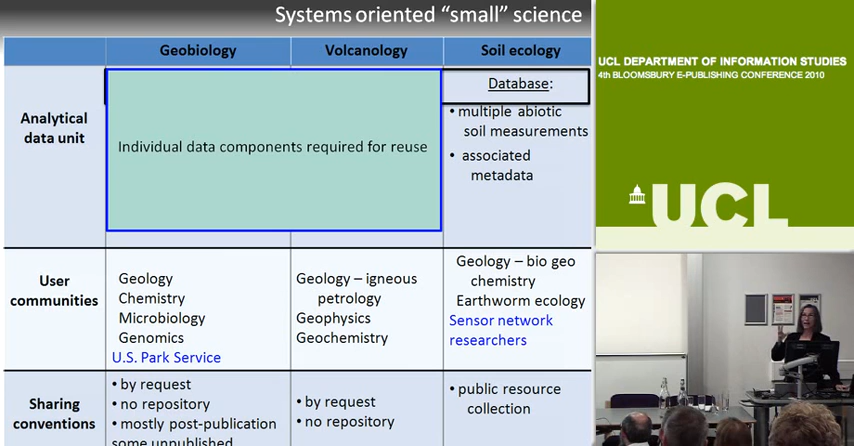 Systems oriented “small” science
Geobiology
Volcanology
Soil ecology
Analytical
data unit
Individual data components required for reuse
Database:
• multiple abiotic
soil measurements
• associated
metadata
User
communities
Geology
Chemistry
Microbiology
Genomics
U.S. Park Service
Geology – igneous
petrology
Geophysics
Geochemistry
Geology – bio geo
chemistry
Earthworm ecology
Sensor network
researchers
Sharing
conventions
• by request
• no repository
• mostly post-publication
some unpublished
• by request
• no repository
• public resource
collection
UCL DEPARTMENT OF INFORMATION STUDIES
4TH BLOOMSBURY E-PUBLISHING CONFERENCE 2010
UCL